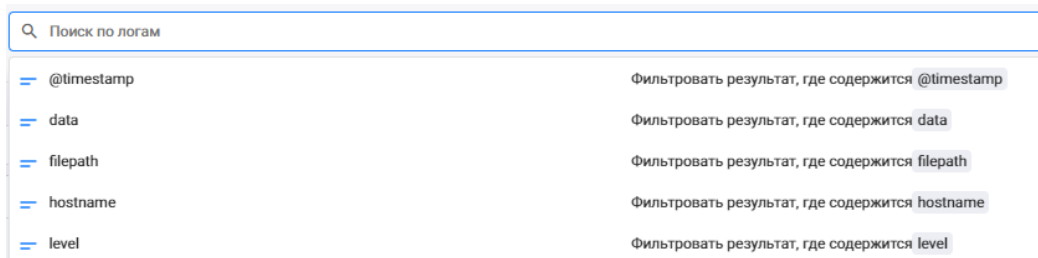 Поиск по логам
@timestamp Фильтровать результат, где содержится @timestamp
data Фильтровать результат, где содержится data
filepath Фильтровать результат, где содержится filepath
hostname Фильтровать результат, где содержится hostname
level Фильтровать результат, где содержится level